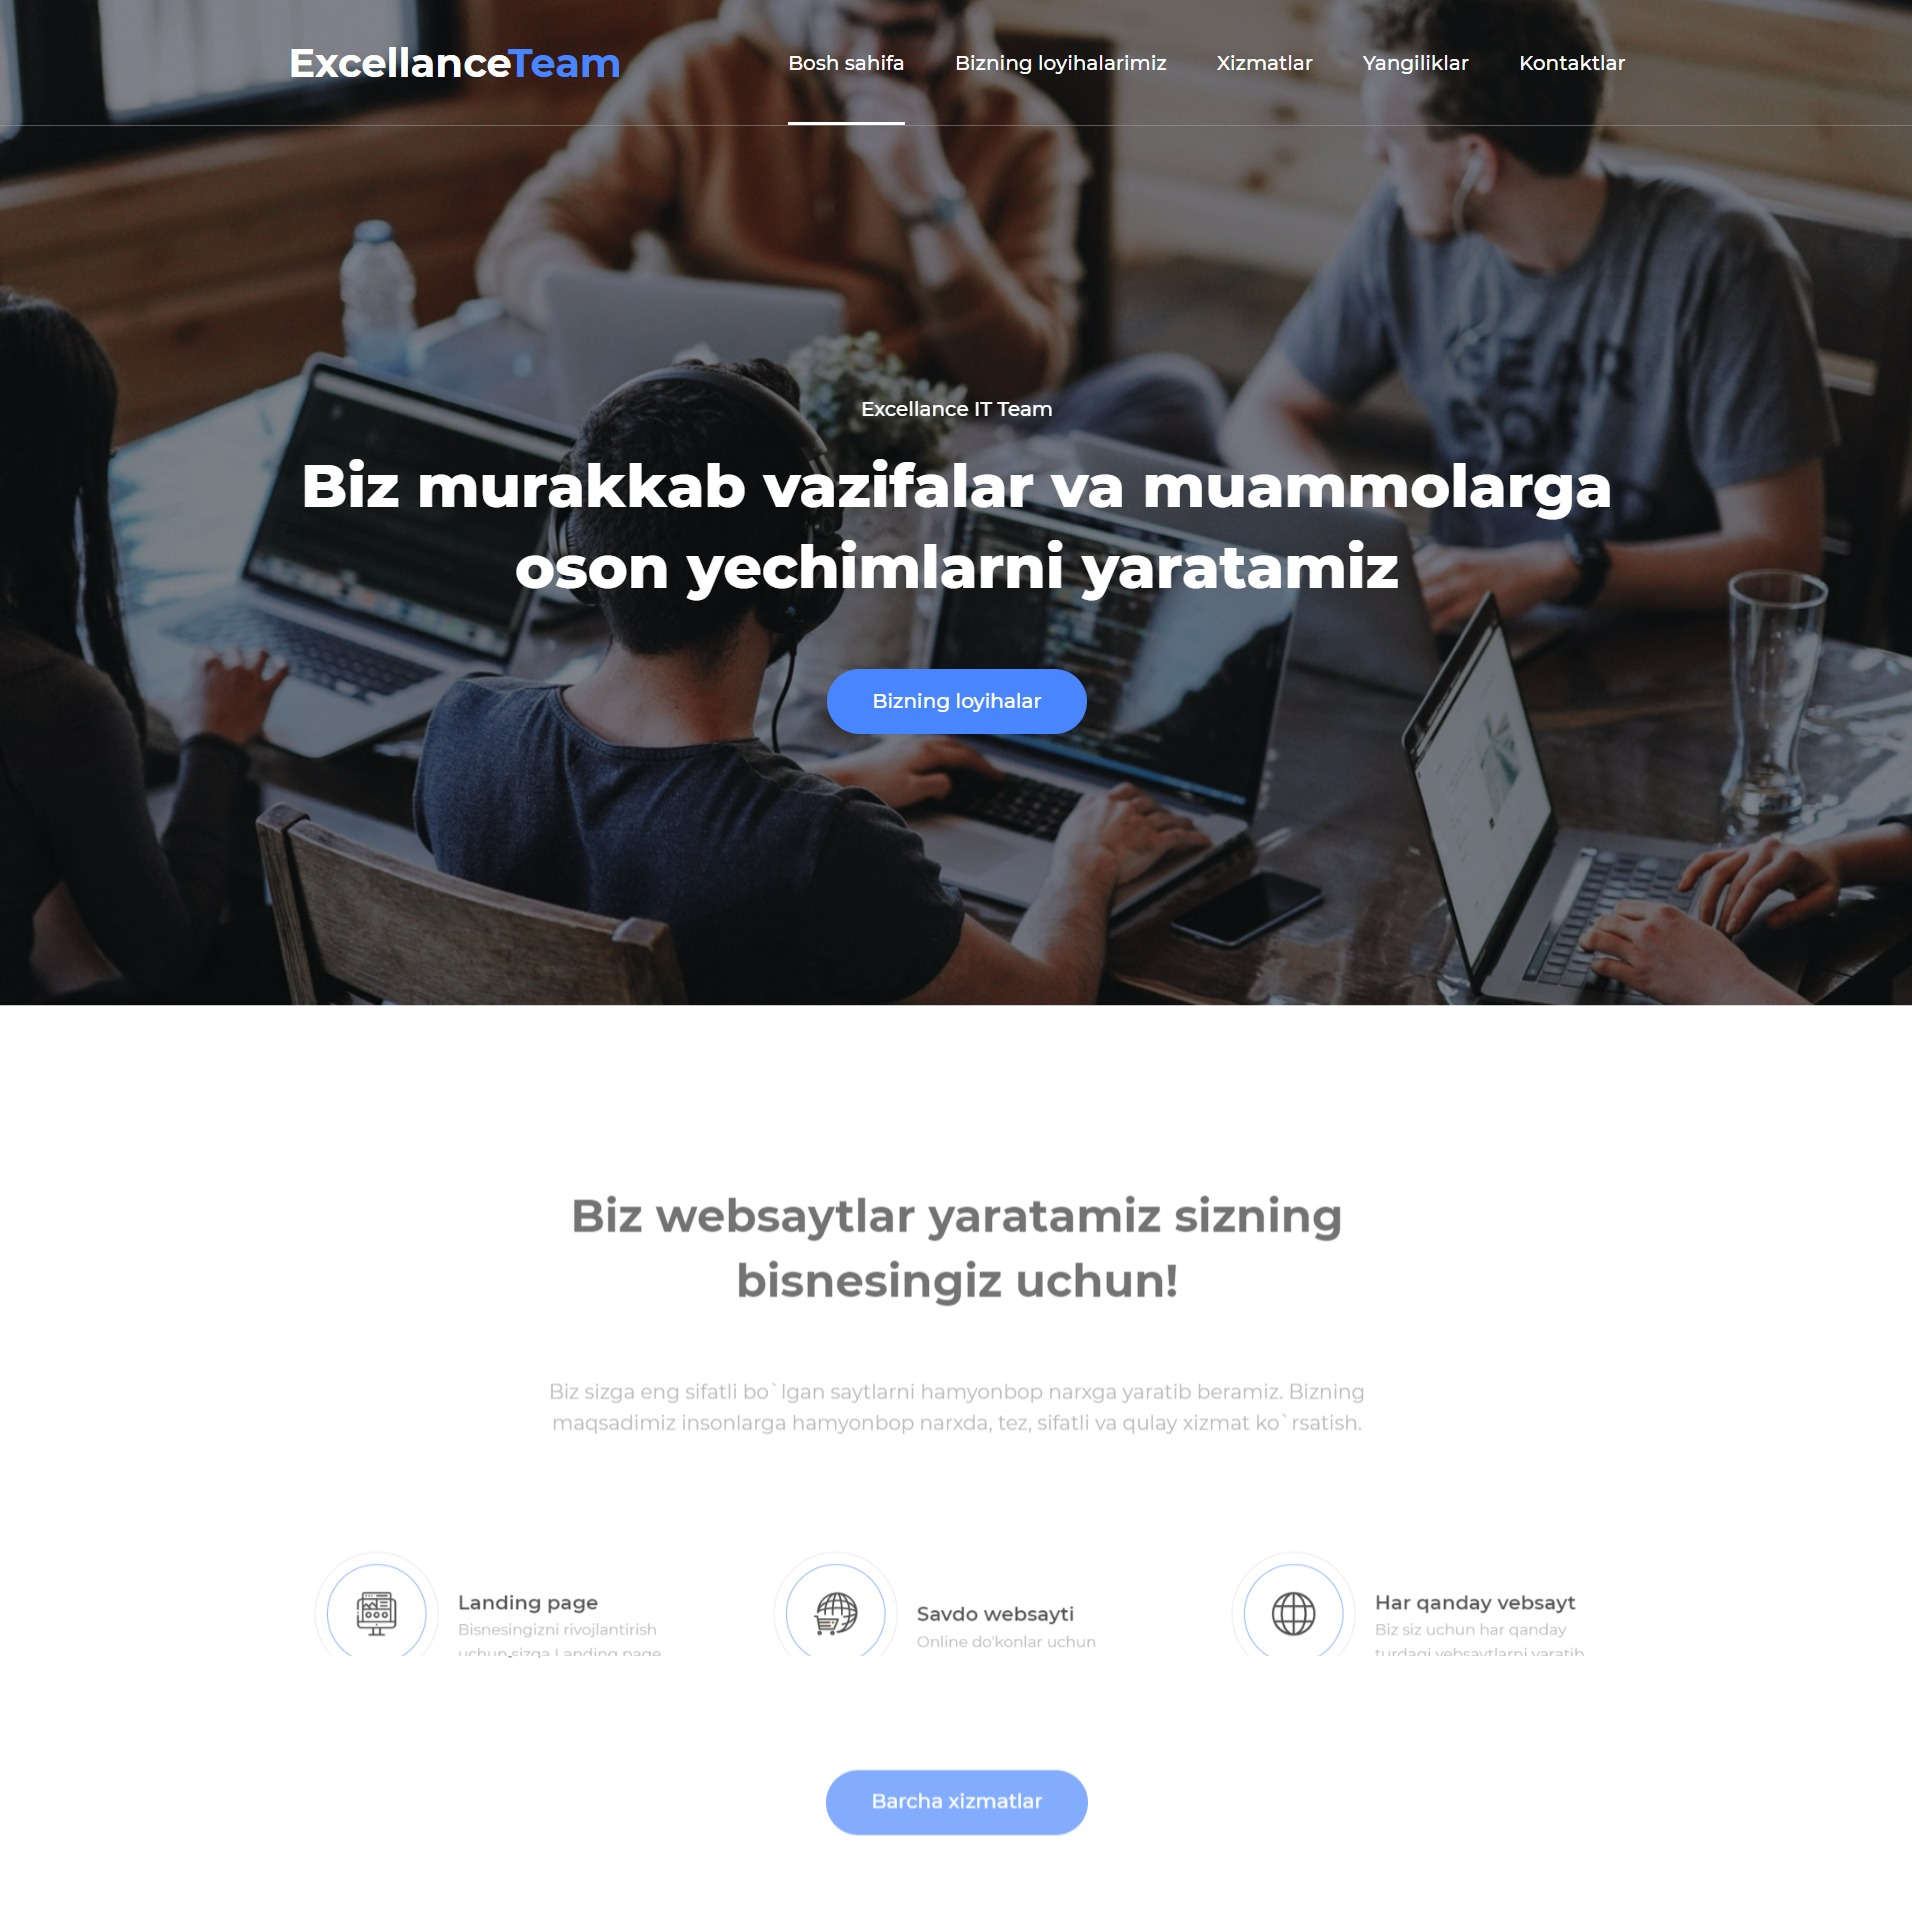 ExcellanceTeam
Bosh sahifa Bizning loyihalarimiz Xizmatlar Yangiliklar Kontaktlar
Excellance IT Team
Biz murakkab vazifalar va muammolarga
oson yechimlarni yaratamiz
Bizning loyihalar
Biz websaytlar yaratamiz sizning
bisnesingiz uchun!
Biz sizga eng sifatli bo`lgan saytlarni hamyonbop narxga yaratib beramiz. Bizning
maqsadimiz insonlarga hamyonbop narxda, tez, sifatli va qulay xizmat ko`rsatish.
Landing page
Bisnesingizni rivojlantirish
uchun sizga Landing page
Savdo websayti
Online do'konlar uchun
Har qanday vebsayt
Biz siz uchun har qanday
turdagi vebsaytlarni yaratib
Barcha xizmatlar